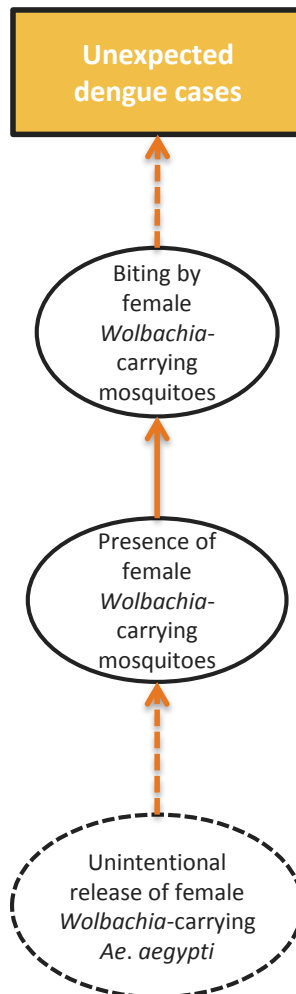 Unexpected
dengue cases
Biting by
female
Wolbachia-
carrying
mosquitoes
Presence of
female
Wolbachia-
carrying
mosquitoes
Unintentional
release of female
Wolbachia-carrying
Ae. aegypti